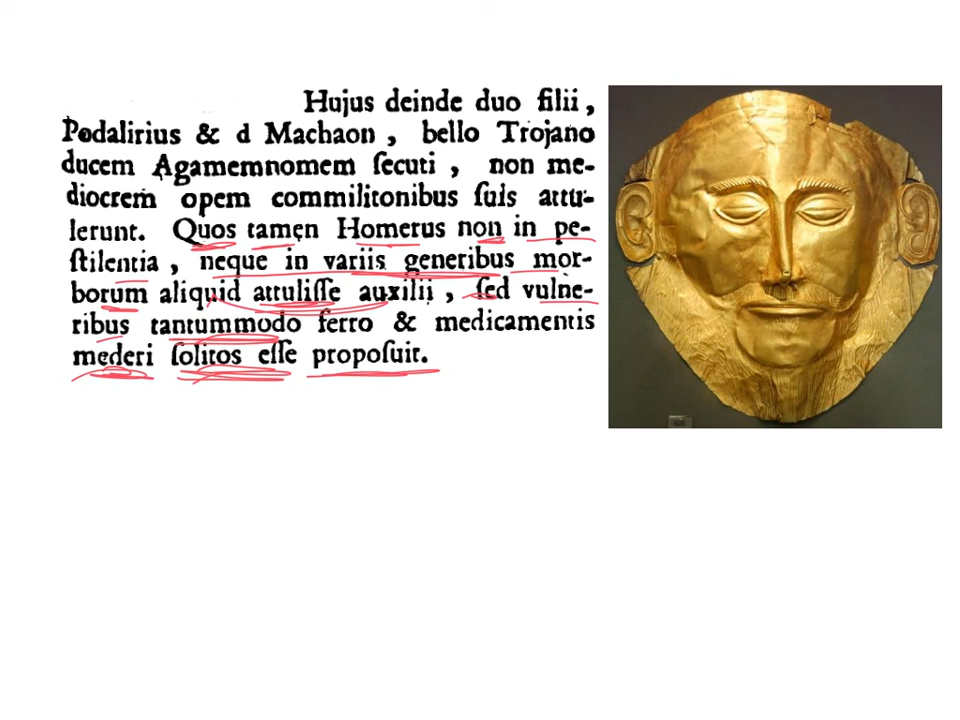 Hujus deinde duo filii ,
Podalirius & d Machaon , bello Trojano
ducem Agamemnomem ſecuti , non me-
diocrem opem commilitonibus ſuis attu-
lerunt. Quos tamen Homerus non in pe-
ſtilentia , neque in variis generibus mor-
borum aliquid attuliſſe auxilii , ſed vulne-
ribus tantummodo ferro & medicamentis
mederi ſolitos eſſe propoſuit.